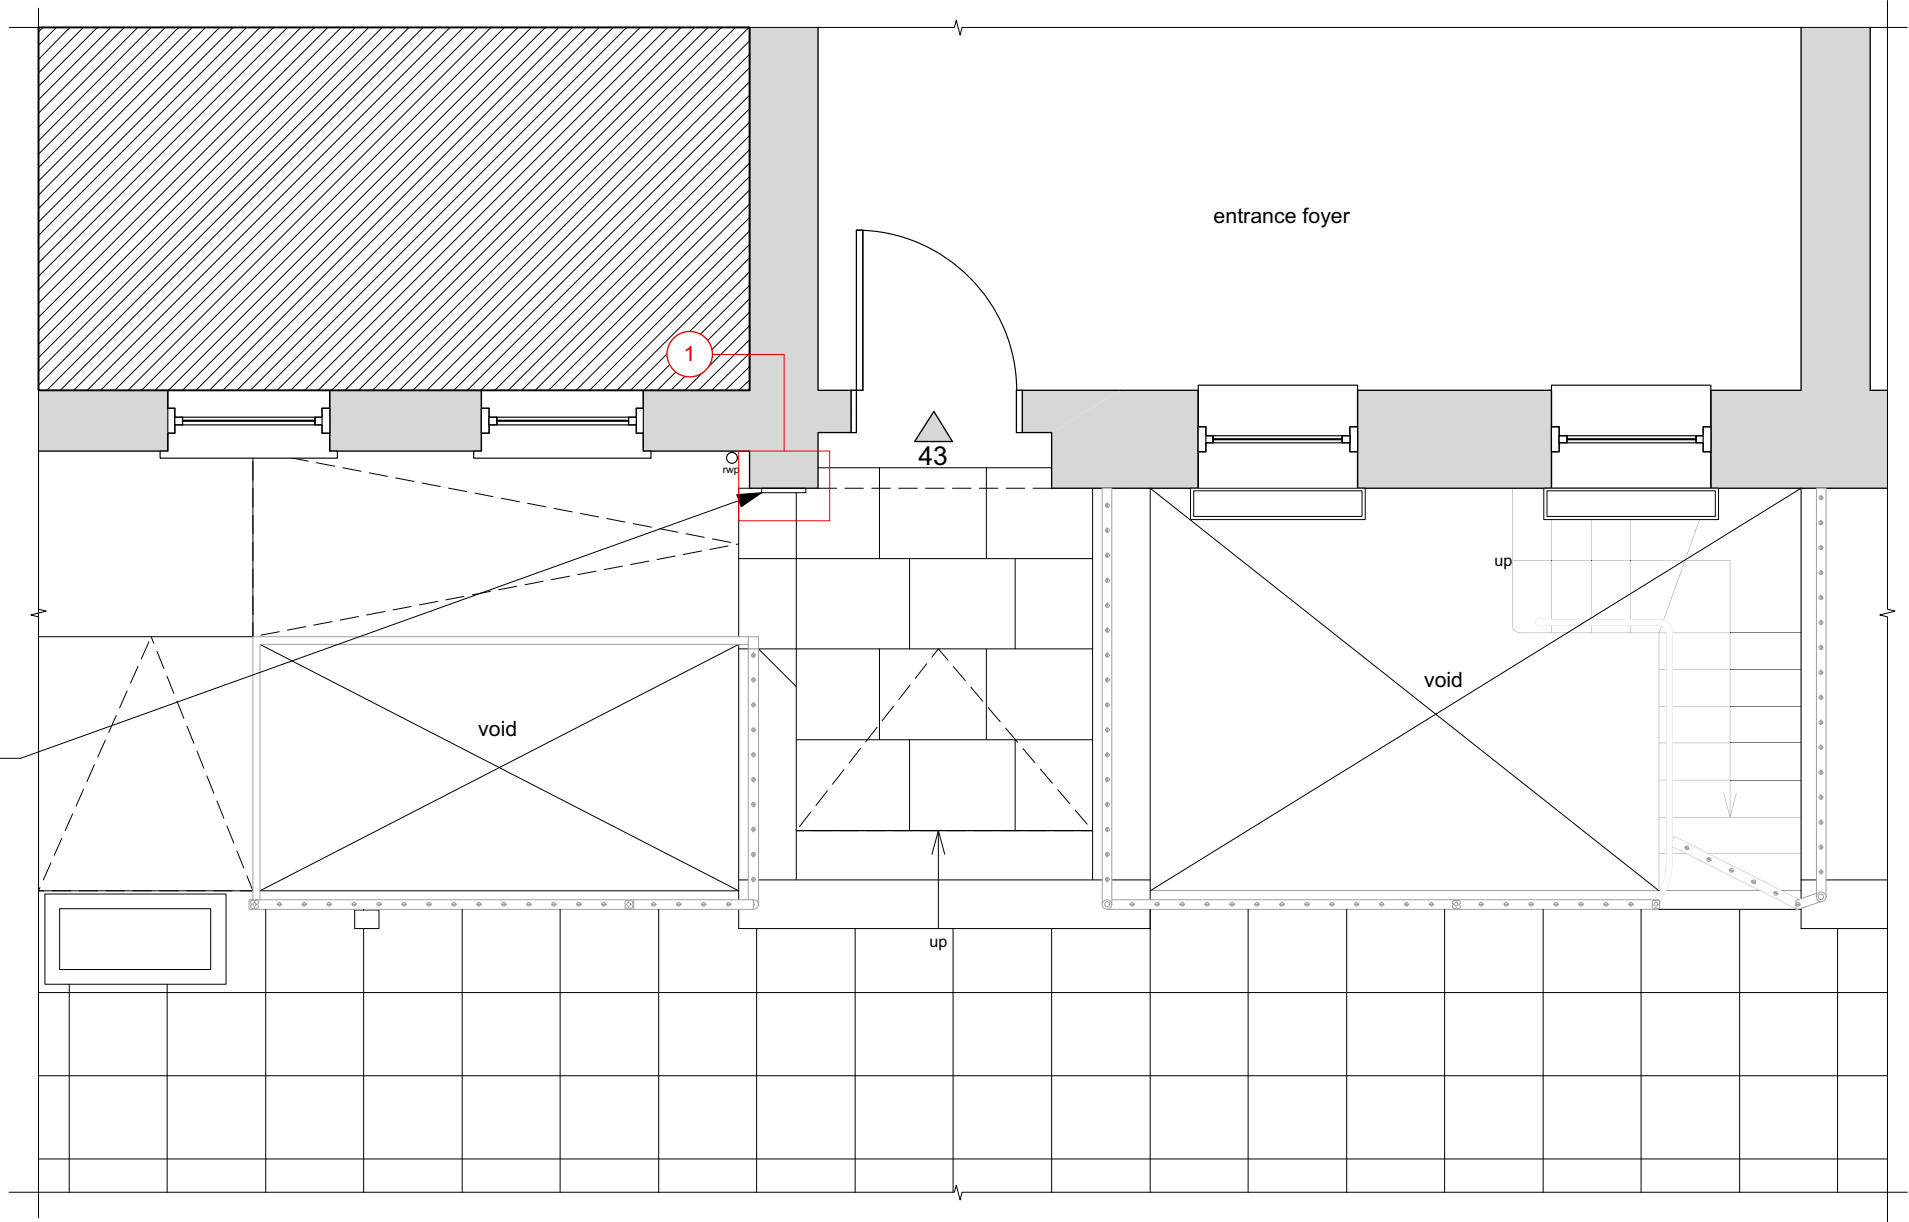 entrance foyer
1
43
rwp
up
void
void
up